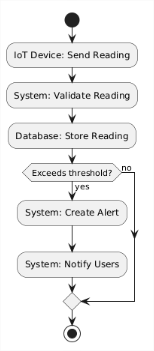 IoT Device: Send Reading
System: Validate Reading
Database: Store Reading
Exceeds threshold?
no
yes
System: Create Alert
System: Notify Users